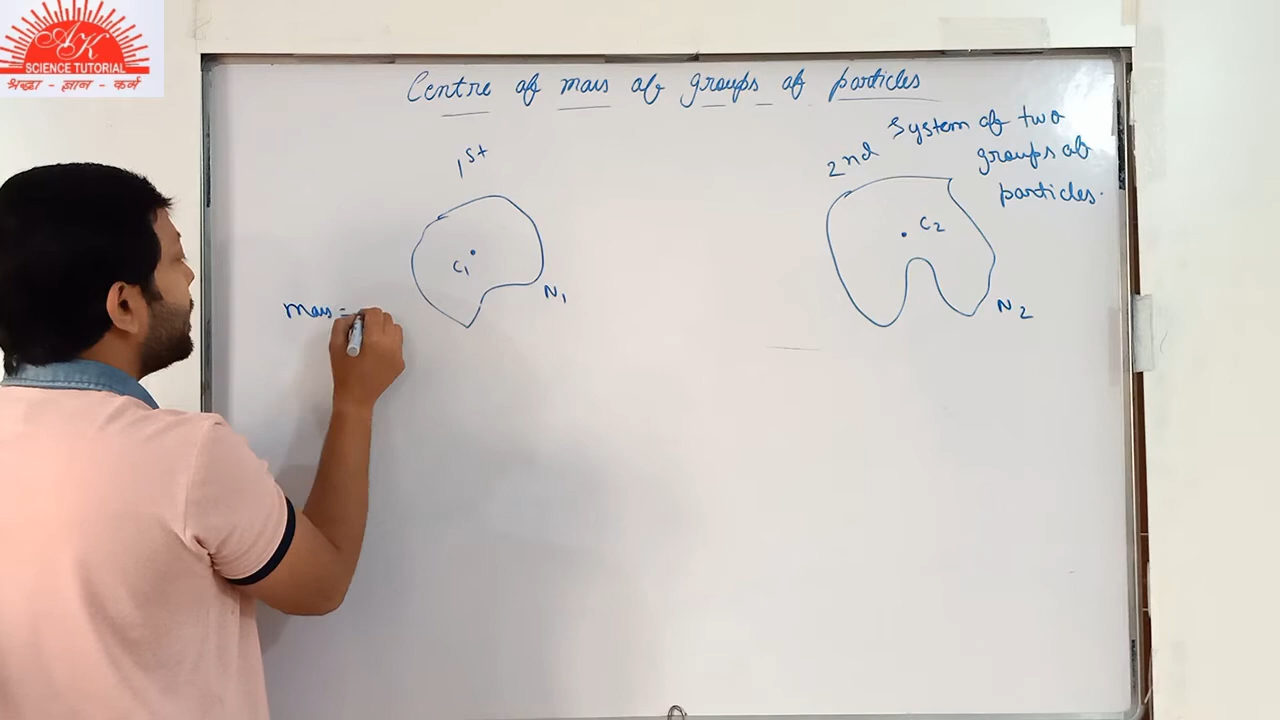 AK
SCIENCE TUTORIAL
श्रद्धा - ज्ञान - कर्म
Centre of mass of groups of particles
System of two
groups of
particles.
1st
2nd
C1
C2
N1
N2
Mass =